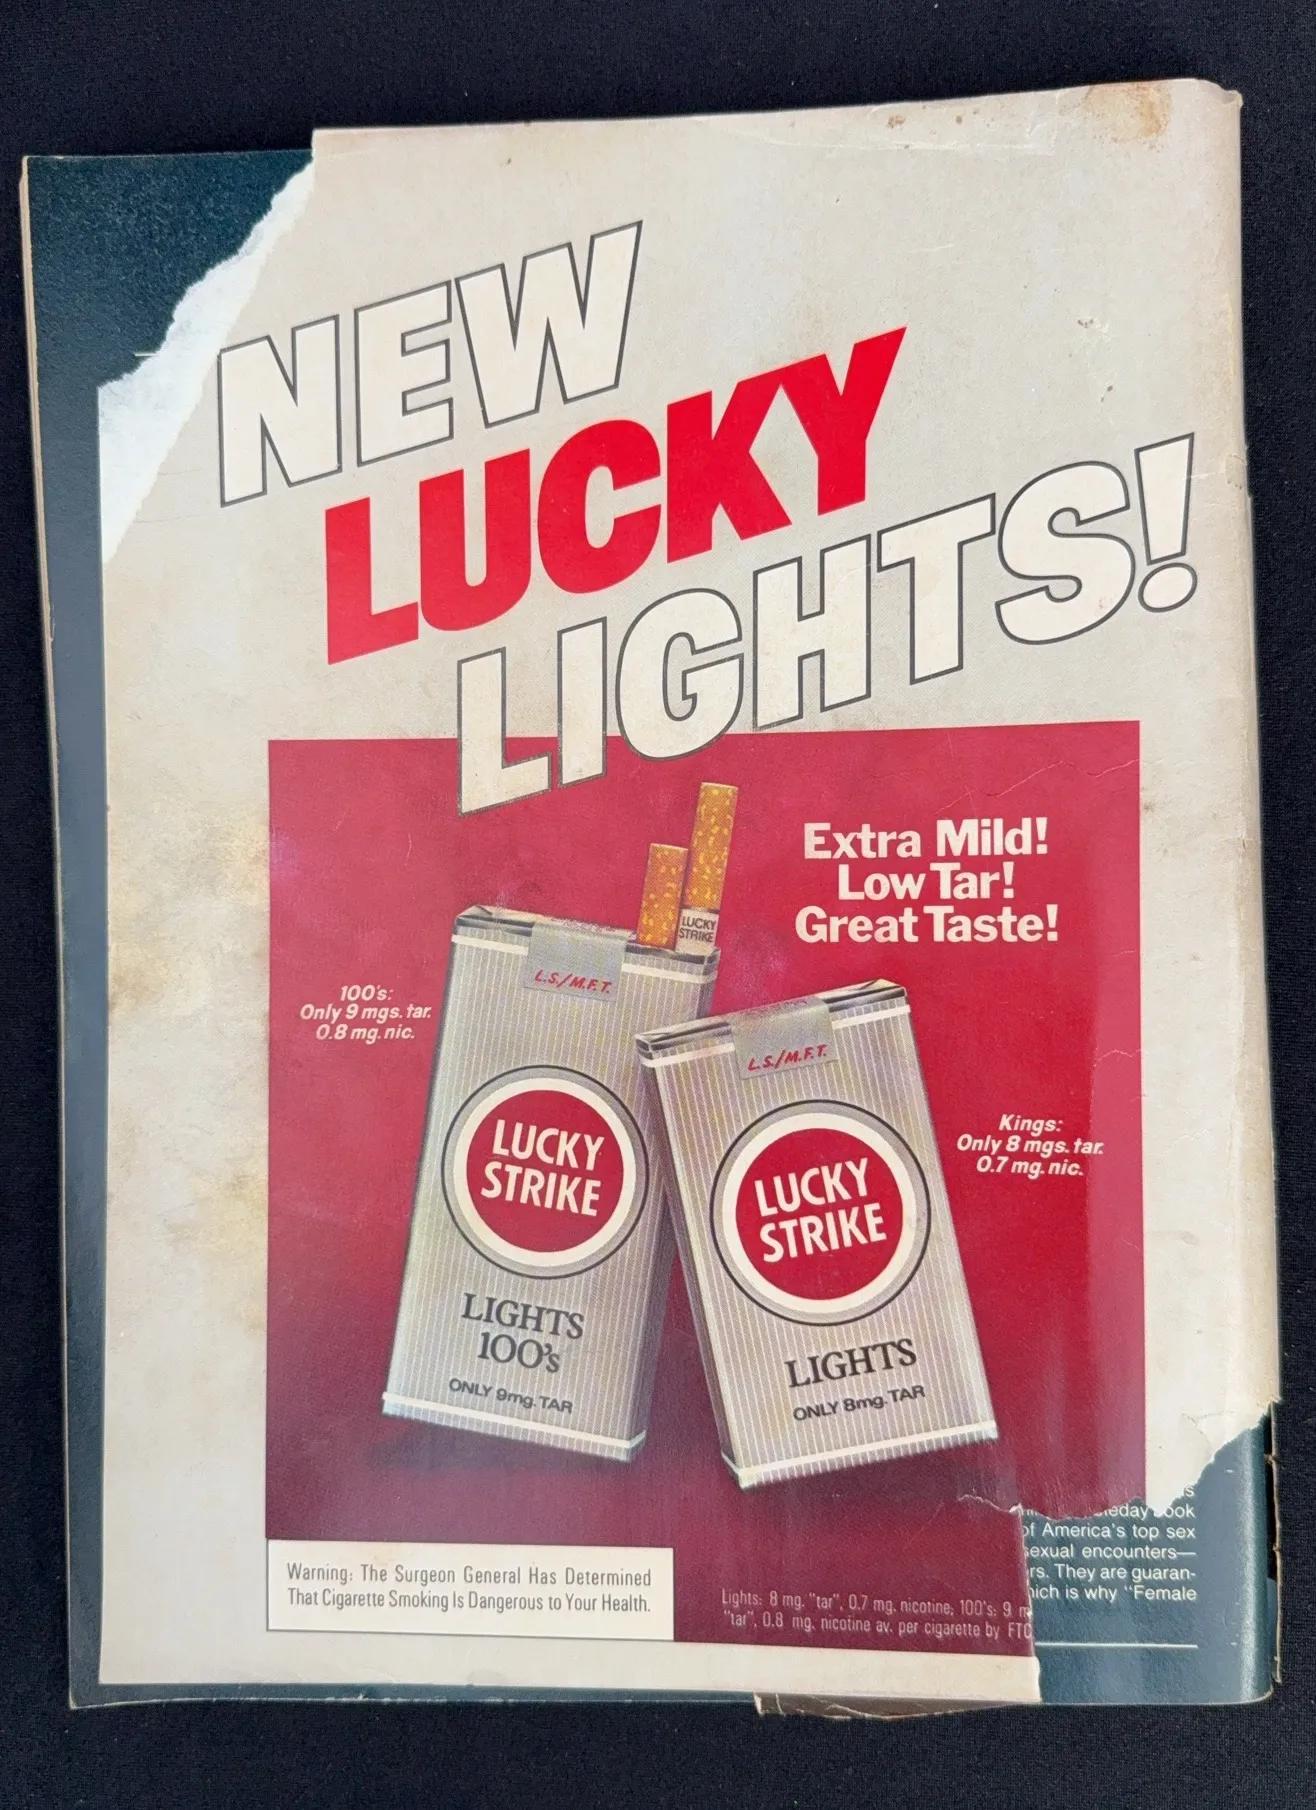 NEW
LUCKY
LIGHTS!
Extra Mild!
Low Tar!
Great Taste!
LUCKY
STRIKE
L.S./M.F.T.
100's:
Only 9 mgs. tar.
0.8 mg. nic.
LUCKY
STRIKE
LIGHTS
100's
ONLY 9mg. TAR
L.S./M.F.T.
Kings:
Only 8 mgs. tar.
0.7 mg. nic.
LUCKY
STRIKE
LIGHTS
ONLY 8mg. TAR
Warning: The Surgeon General Has Determined
That Cigarette Smoking Is Dangerous to Your Health.
Lights: 8 mg. "tar", 0.7 mg. nicotine; 100's: 9
"tar", 0.8 mg. nicotine av. per cigarette by FTC
of America's top sex
sexual encounters—
They are guaran-
is why "Female